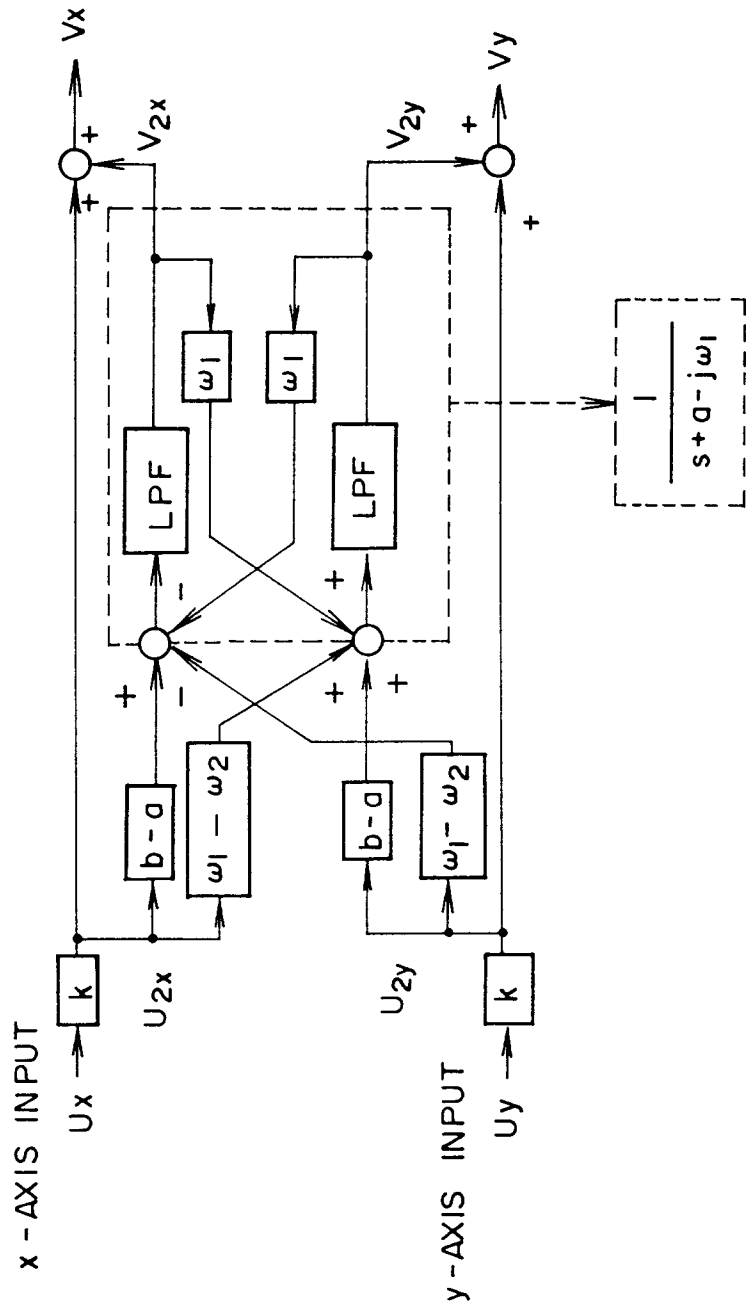 x-AXIS INPUT
Ux
k
U2x
b-a
ω1-ω2
+
-
-
LPF
ω1
+
+
V2x
Vx
ω1
y-AXIS INPUT
Uy
k
U2y
b-a
ω1-ω2
+
+
+
LPF
+
+
V2y
Vy
1
s+a-jω1